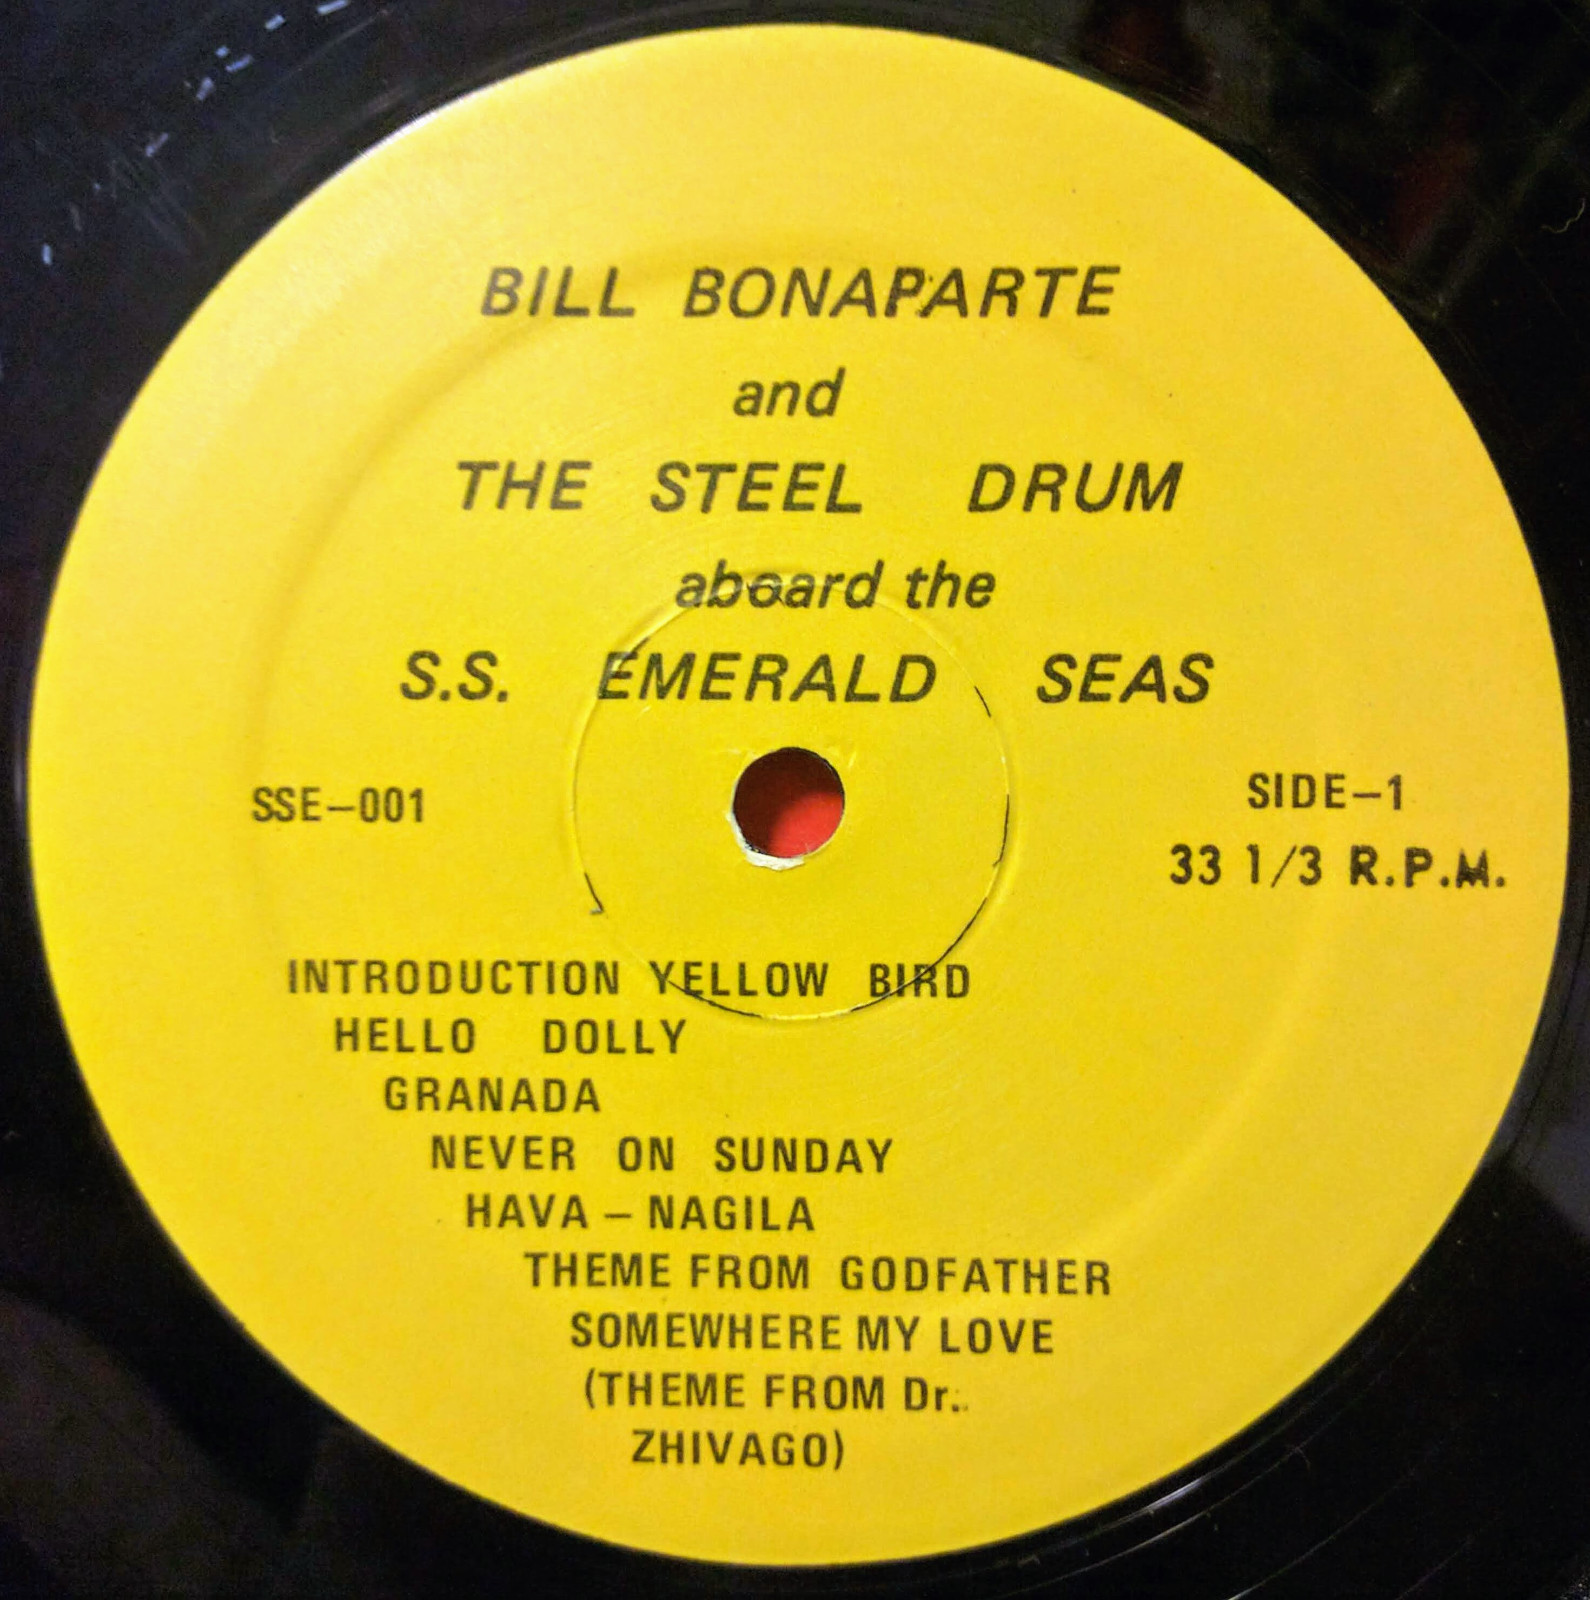 BILL BONAPARTE
and
THE STEEL DRUM
aboard the
S.S. EMERALD SEAS
SSE-001
SIDE-1
33 1/3 R.P.M.
INTRODUCTION YELLOW BIRD
HELLO DOLLY
GRANADA
NEVER ON SUNDAY
HAVA - NAGILA
THEME FROM GODFATHER
SOMEWHERE MY LOVE
(THEME FROM Dr..
ZHIVAGO)